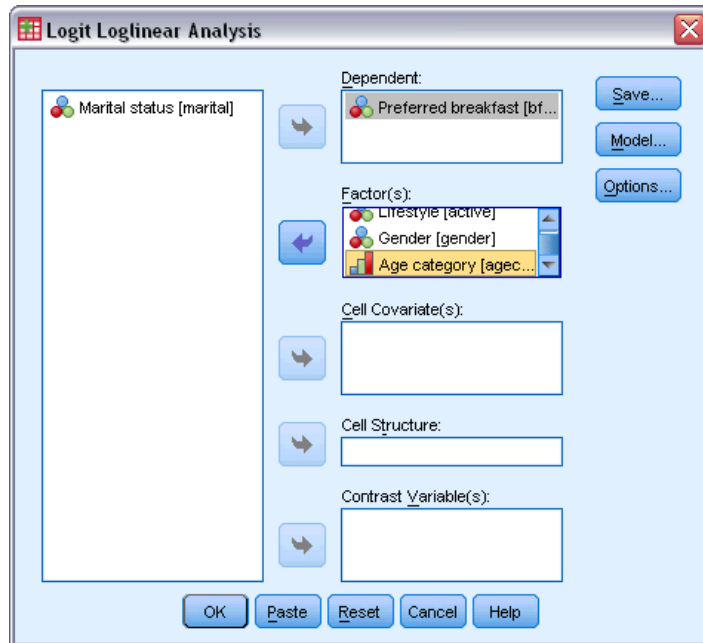 Logit Loglinear Analysis
Marital status [marital]
Dependent:
Preferred breakfast [bf...
Save...
Model...
Options...
Factor(s):
Lifestyle [active]
Gender [gender]
Age category [agec...
Cell Covariate(s):
Cell Structure:
Contrast Variable(s):
OK
Paste
Reset
Cancel
Help